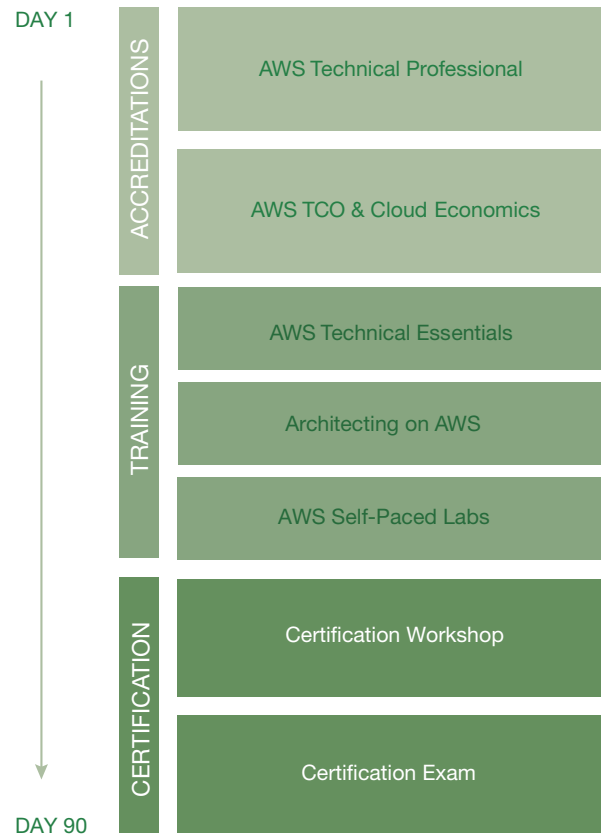 DAY 1
ACCREDITATIONS
AWS Technical Professional
AWS TCO & Cloud Economics
TRAINING
AWS Technical Essentials
Architecting on AWS
AWS Self-Paced Labs
CERTIFICATION
Certification Workshop
Certification Exam
DAY 90